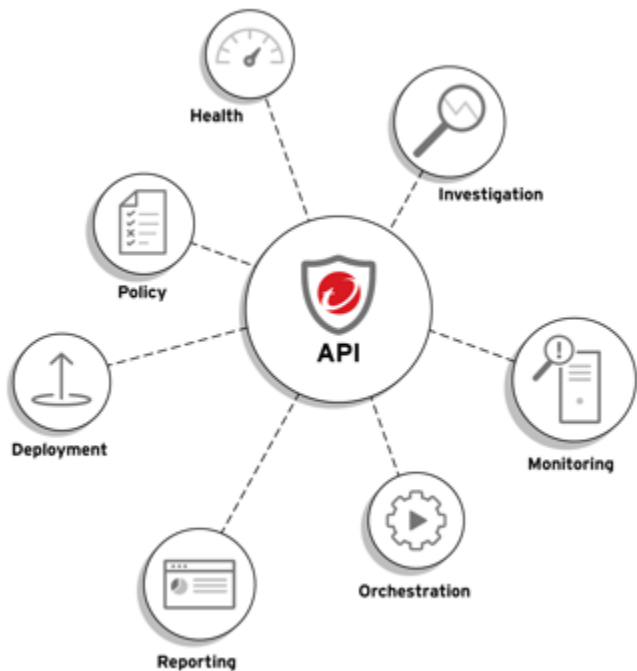 Health
Investigation
Policy
API
Deployment
Monitoring
Orchestration
Reporting